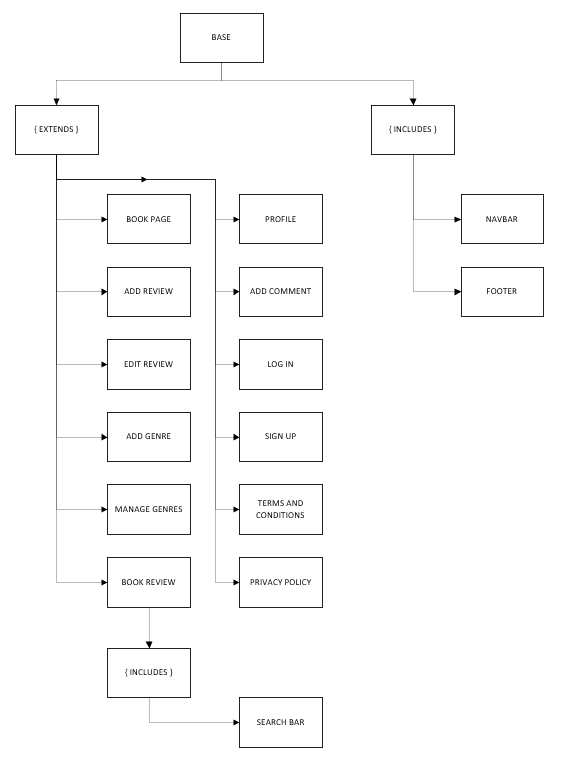 BASE
{ EXTENDS }
{ INCLUDES }
BOOK PAGE
PROFILE
NAVBAR
ADD REVIEW
ADD COMMENT
FOOTER
EDIT REVIEW
LOG IN
ADD GENRE
SIGN UP
MANAGE GENRES
TERMS AND
CONDITIONS
BOOK REVIEW
PRIVACY POLICY
{ INCLUDES }
SEARCH BAR